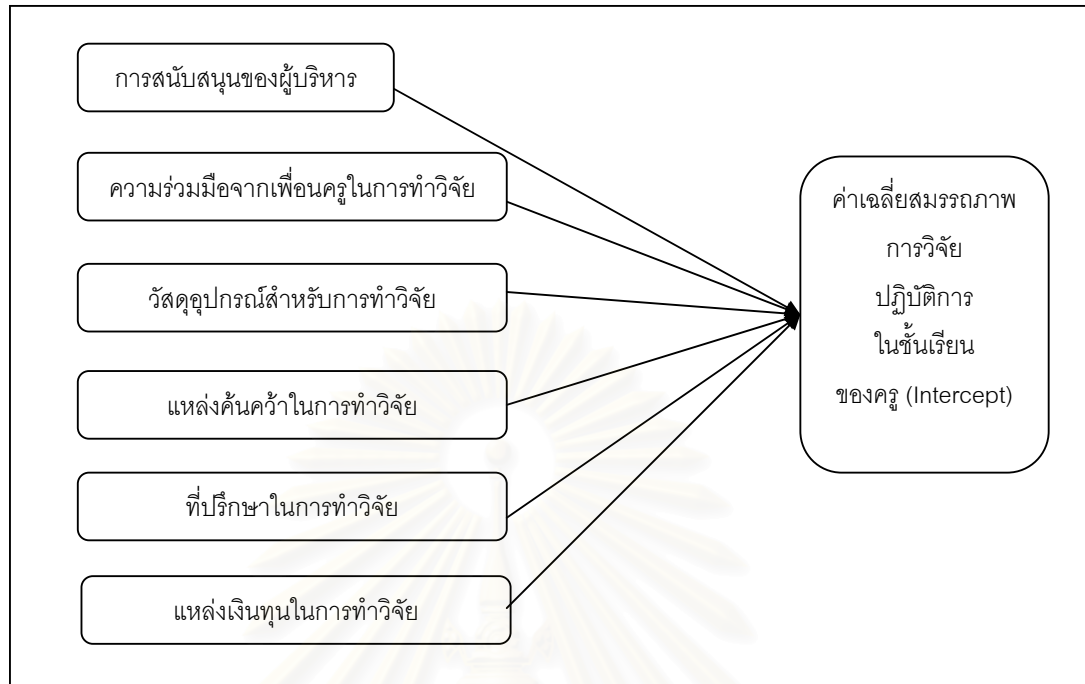 การสนับสนุนของผู้บริหาร
ความร่วมมือจากเพื่อนครูในการทำวิจัย
วัสดุอุปกรณ์สำหรับการทำวิจัย
แหล่งค้นคว้าในการทำวิจัย
ที่ปรึกษาในการทำวิจัย
แหล่งเงินทุนในการทำวิจัย
ค่าเฉลี่ยสมรรถภาพ
การวิจัย
ปฏิบัติการ
ในชั้นเรียน
ของครู (Intercept)